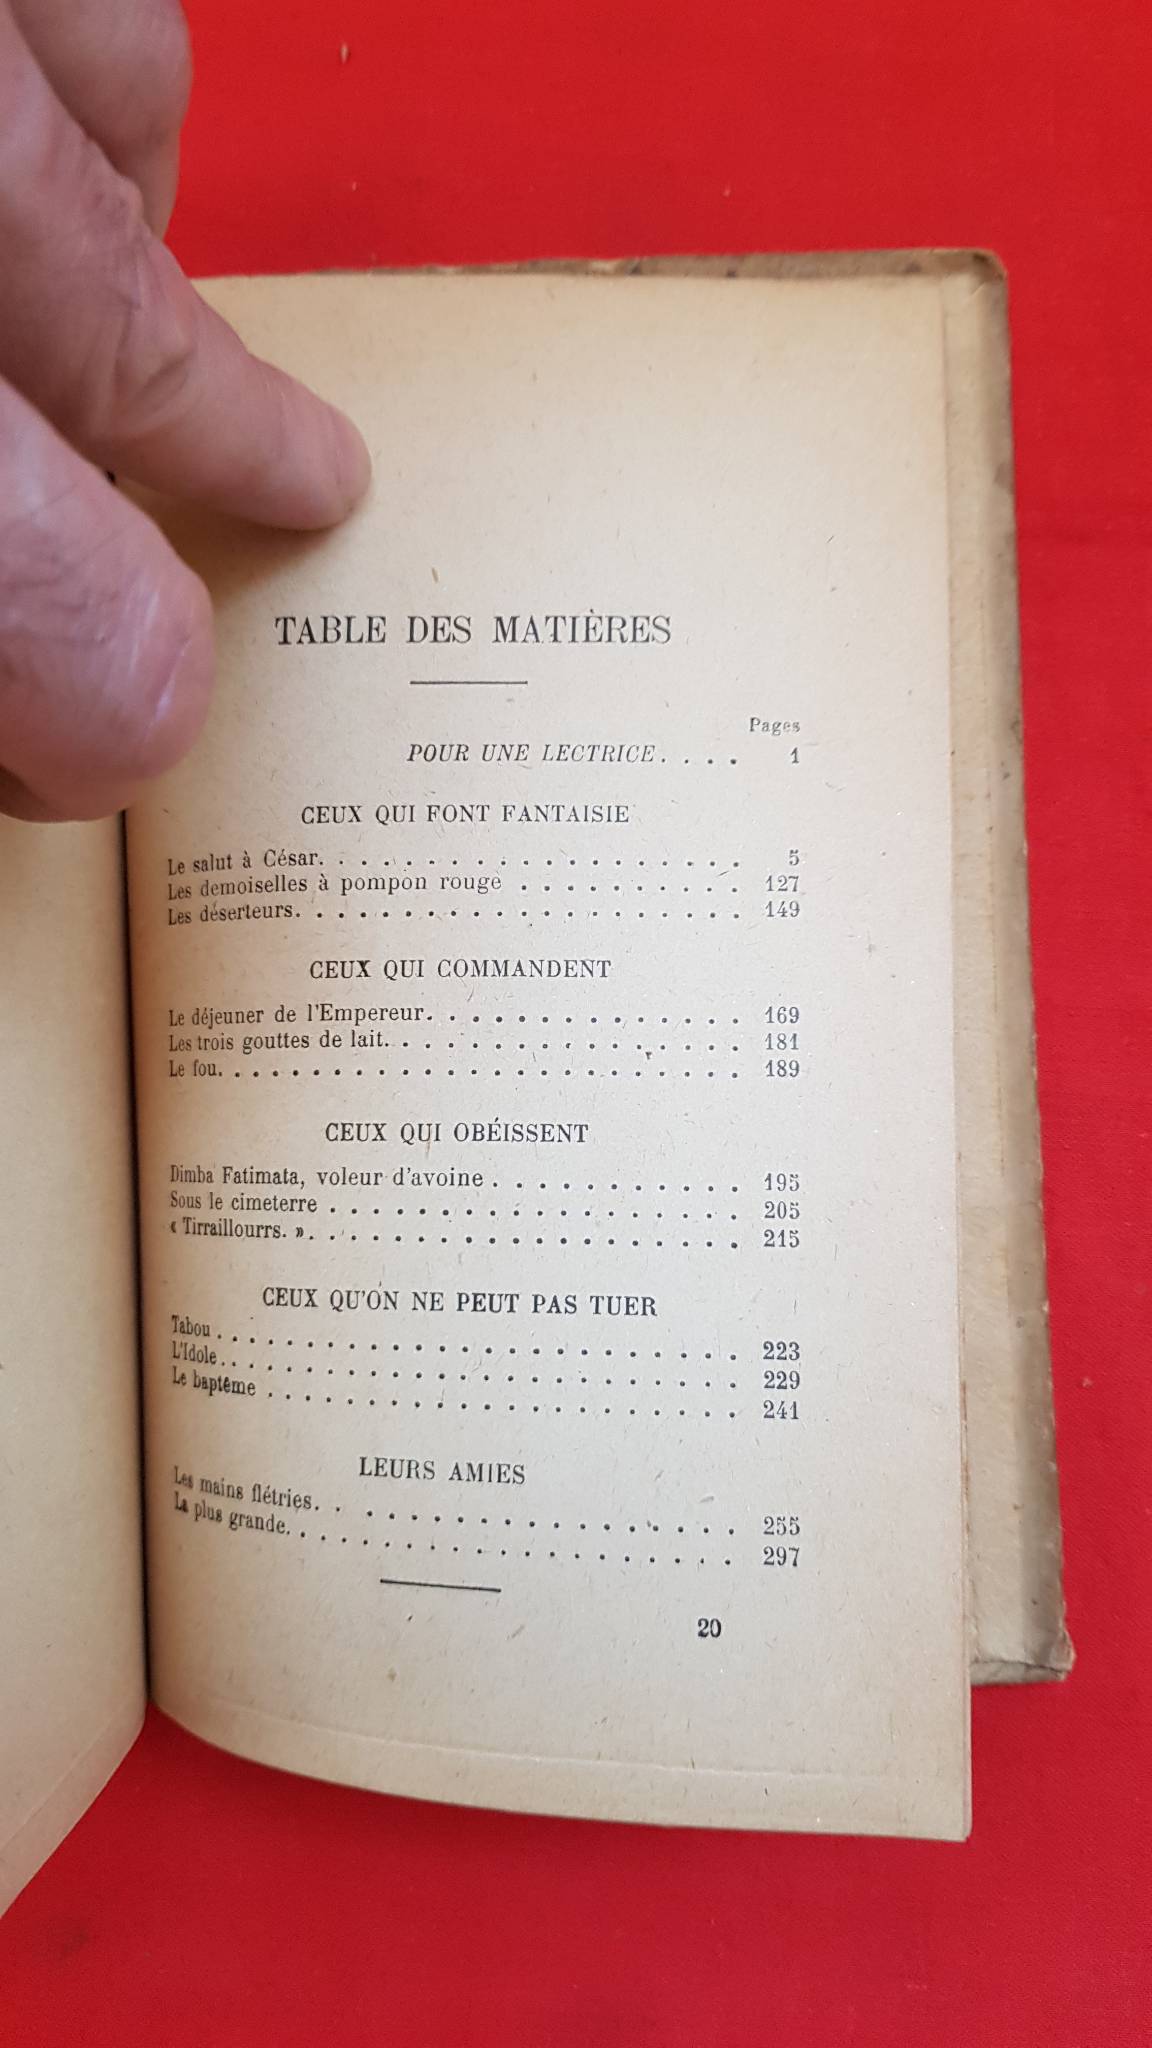 TABLE DES MATIÈRES
Pages
POUR UNE LECTRICE. . . . 1
CEUX QUI FONT FANTAISIE
Le salut à César. . . . . . . . . . . . . . . . . . 5
Les demoiselles à pompon rouge . . . . . . . . . . 127
Les déserteurs. . . . . . . . . . . . . . . . . . . 149
CEUX QUI COMMANDENT
Le déjeuner de l'Empereur. . . . . . . . . . . . . 169
Les trois gouttes de lait. . . . . . . . . . . . . . 181
Le fou. . . . . . . . . . . . . . . . . . . . . . 189
CEUX QUI OBÉISSENT
Dimba Fatimata, voleur d'avoine . . . . . . . . . . 195
Sous le cimeterre . . . . . . . . . . . . . . . . 205
« Tirraillourrs. » . . . . . . . . . . . . . . . . . 215
CEUX QU'ON NE PEUT PAS TUER
Tabou . . . . . . . . . . . . . . . . . . . . . 223
L'Idole . . . . . . . . . . . . . . . . . . . . 229
Le baptême . . . . . . . . . . . . . . . . . . 241
LEURS AMIES
Les mains flétries. . . . . . . . . . . . . . . . 255
La plus grande. . . . . . . . . . . . . . . . . . 297
20